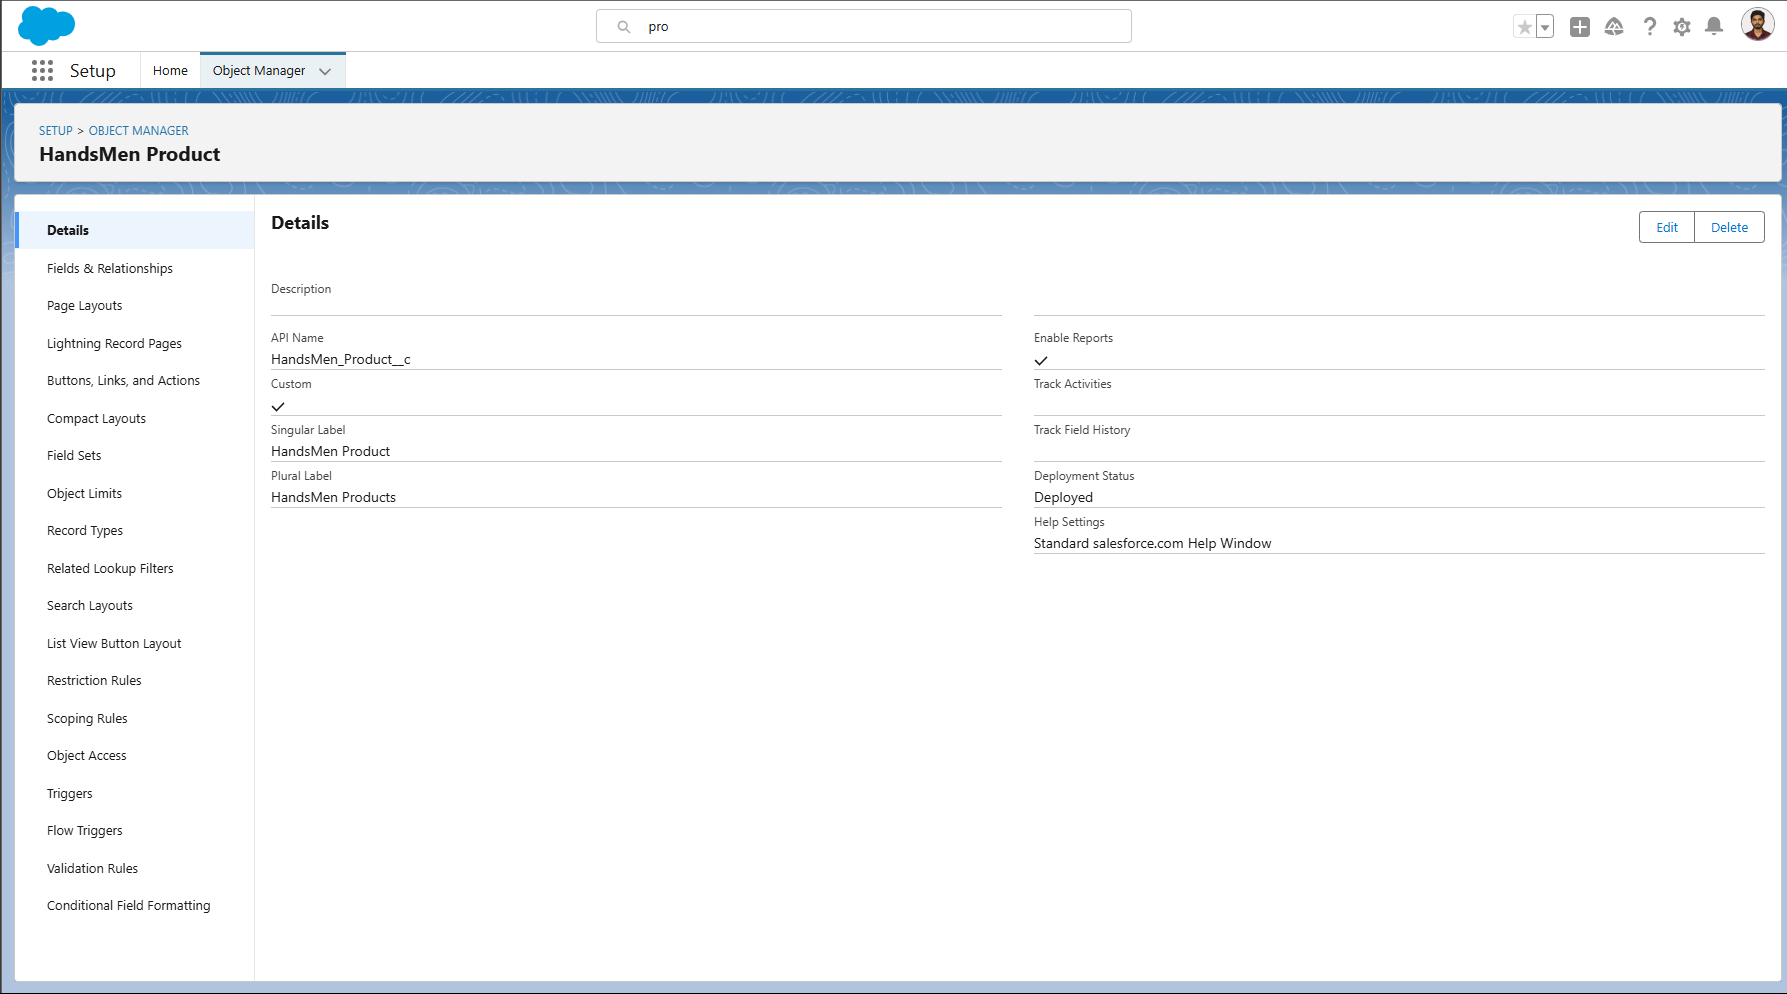 pro
Setup
Home
Object Manager
SETUP > OBJECT MANAGER
HandsMen Product
Details
Fields & Relationships
Page Layouts
Lightning Record Pages
Buttons, Links, and Actions
Compact Layouts
Field Sets
Object Limits
Record Types
Related Lookup Filters
Search Layouts
List View Button Layout
Restriction Rules
Scoping Rules
Object Access
Triggers
Flow Triggers
Validation Rules
Conditional Field Formatting
Details
Edit
Delete
Description
API Name
HandsMen_Product__c
Custom
Singular Label
HandsMen Product
Plural Label
HandsMen Products
Enable Reports
Track Activities
Track Field History
Deployment Status
Deployed
Help Settings
Standard salesforce.com Help Window